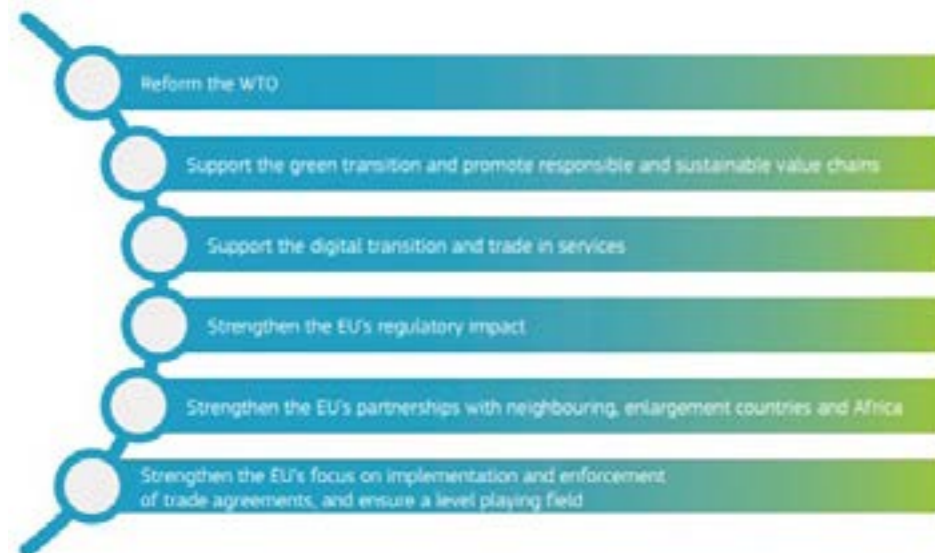 Reform the WTO
Support the green transition and promote responsible and sustainable value chains
Support the digital transition and trade in services
Strengthen the EU's regulatory impact
Strengthen the EU's partnerships with neighbouring, enlargement countries and Africa
Strengthen the EU's focus on implementation and enforcement
of trade agreements, and ensure a level playing field